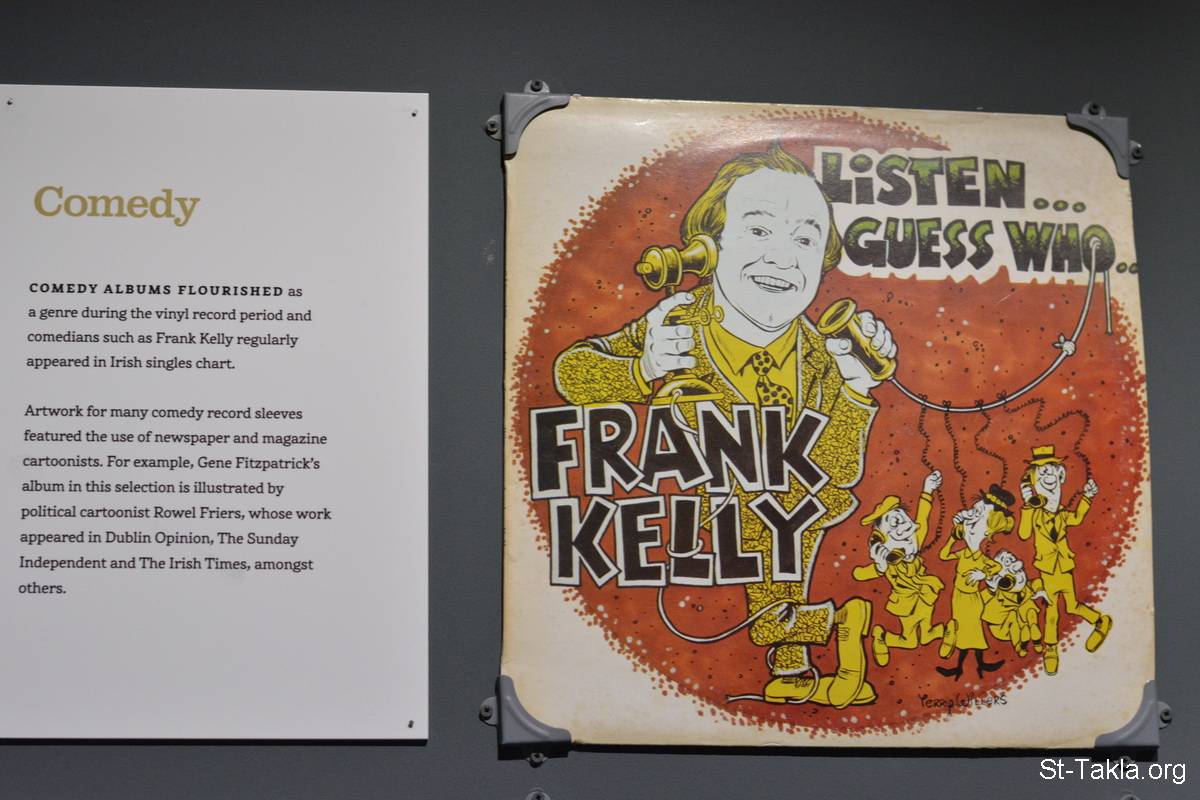 Comedy
COMEDY ALBUMS FLOURISHED as
a genre during the vinyl record period and
comedians such as Frank Kelly regularly
appeared in Irish singles chart.
Artwork for many comedy record sleeves
featured the use of newspaper and magazine
cartoonists. For example, Gene Fitzpatrick's
album in this selection is illustrated by
political cartoonist Rowel Friers, whose work
appeared in Dublin Opinion, The Sunday
Independent and The Irish Times, amongst
others.
LiSTEN...
GUESS WHO..
FRANK
KELLY
Terry Willers
St-Takla.org